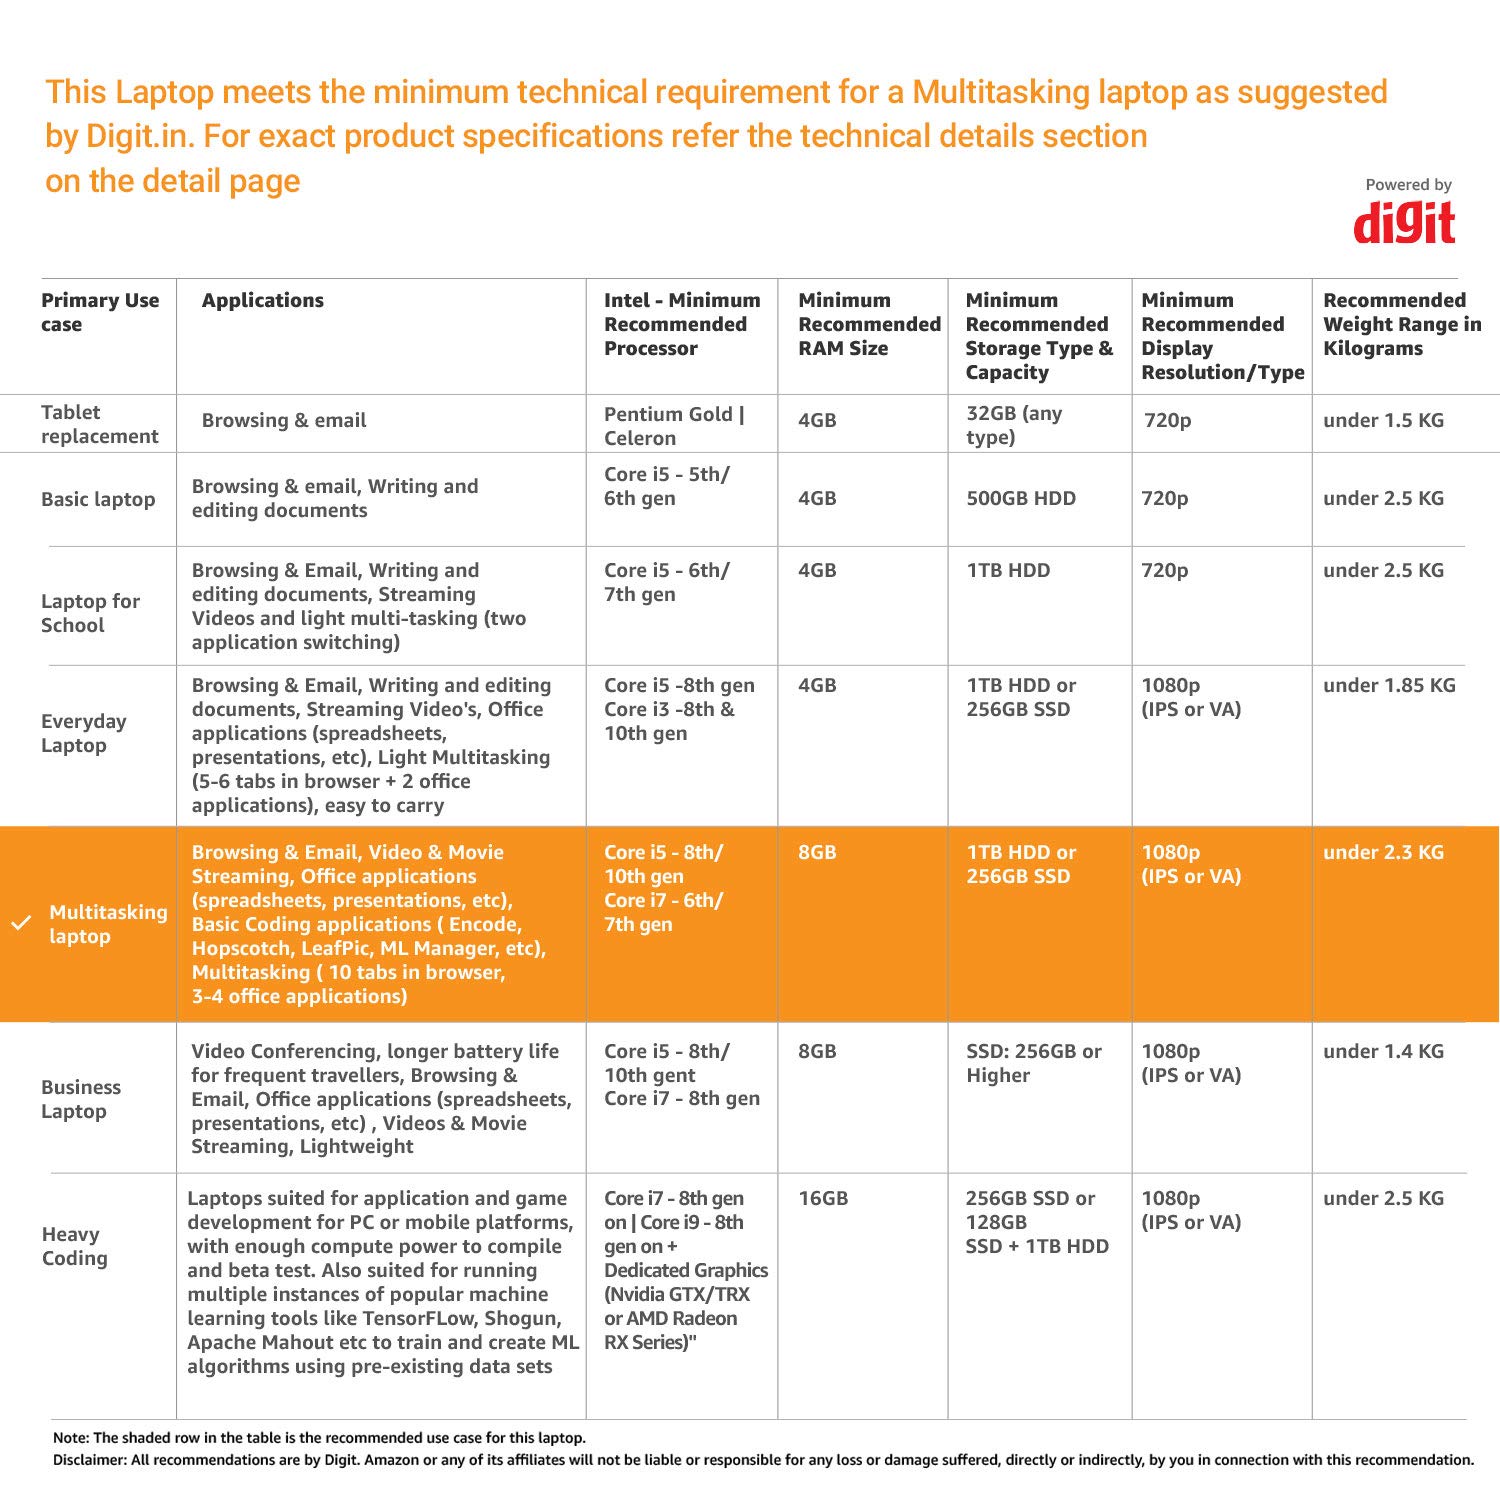 This Laptop meets the minimum technical requirement for a Multitasking laptop as suggested
by Digit.in. For exact product specifications refer the technical details section
on the detail page
Powered by
digit
Primary Use
case
Applications
Intel - Minimum
Recommended
Processor
Minimum
Recommended
RAM Size
Minimum
Recommended
Storage Type &
Capacity
Minimum
Recommended
Display
Resolution/Type
Recommended
Weight Range in
Kilograms
Tablet
replacement
Browsing & email
Pentium Gold |
Celeron
4GB
32GB (any
type)
720p
under 1.5 KG
Basic laptop
Browsing & email, Writing and
editing documents
Core i5 - 5th/
6th gen
4GB
500GB HDD
720p
under 2.5 KG
Laptop for
School
Browsing & Email, Writing and
editing documents, Streaming
Videos and light multi-tasking (two
application switching)
Core i5 - 6th/
7th gen
4GB
1TB HDD
720p
under 2.5 KG
Everyday
Laptop
Browsing & Email, Writing and editing
documents, Streaming Video's, Office
applications (spreadsheets,
presentations, etc), Light Multitasking
(5-6 tabs in browser + 2 office
applications), easy to carry
Core i5 -8th gen
Core i3 -8th &
10th gen
4GB
1TB HDD or
256GB SSD
1080p
(IPS or VA)
under 1.85 KG
Multitasking
laptop
Browsing & Email, Video & Movie
Streaming, Office applications
(spreadsheets, presentations, etc),
Basic Coding applications ( Encode,
Hopscotch, LeafPic, ML Manager, etc),
Multitasking ( 10 tabs in browser,
3-4 office applications)
Core i5 - 8th/
10th gen
Core i7 - 6th/
7th gen
8GB
1TB HDD or
256GB SSD
1080p
(IPS or VA)
under 2.3 KG
Business
Laptop
Video Conferencing, longer battery life
for frequent travellers, Browsing &
Email, Office applications (spreadsheets,
presentations, etc) , Videos & Movie
Streaming, Lightweight
Core i5 - 8th/
10th gent
Core i7 - 8th gen
8GB
SSD: 256GB or
Higher
1080p
(IPS or VA)
under 1.4 KG
Heavy
Coding
Laptops suited for application and game
development for PC or mobile platforms,
with enough compute power to compile
and beta test. Also suited for running
multiple instances of popular machine
learning tools like TensorFLow, Shogun,
Apache Mahout etc to train and create ML
algorithms using pre-existing data sets
Core i7 - 8th gen
on | Core i9 - 8th
gen on +
Dedicated Graphics
(Nvidia GTX/TRX
or AMD Radeon
RX Series)"
16GB
256GB SSD or
128GB
SSD + 1TB HDD
1080p
(IPS or VA)
under 2.5 KG
Note: The shaded row in the table is the recommended use case for this laptop.
Disclaimer: All recommendations are by Digit. Amazon or any of its affiliates will not be liable or responsible for any loss or damage suffered, directly or indirectly, by you in connection with this recommendation.